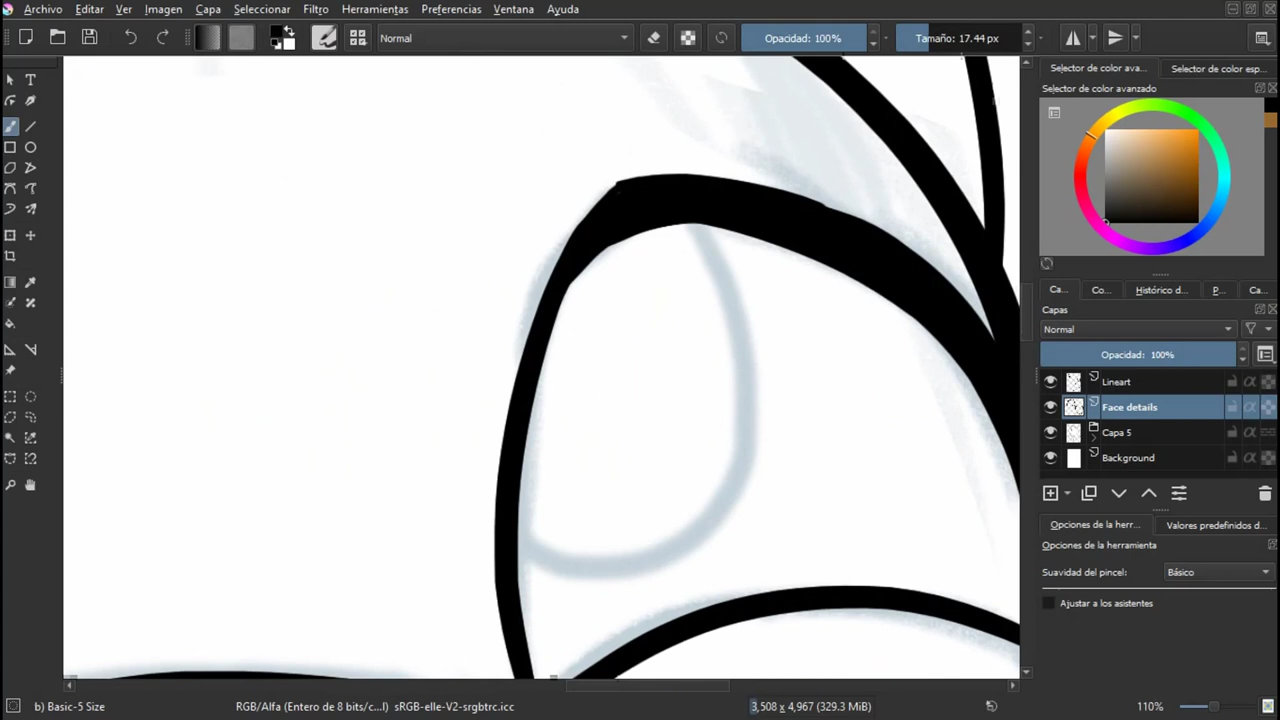 Archivo Editar Ver Imagen Capa Seleccionar Filtro Herramientas Preferencias Ventana Ayuda
Normal Opacidad: 100% Tamaño: 17.44 px
Selector de color ava... Selector de color esp...
Selector de color avanzado
Ca... Co... Histórico d... P... Ca...
Capas
Normal
Opacidad: 100%
Lineart
Face details
Capa 5
Background
Opciones de la herr... Valores predefinidos d...
Opciones de la herramienta
Suavidad del pincel: Básico
Ajustar a los asistentes
b) Basic-5 Size RGB/Alfa (Entero de 8 bits/c...l) sRGB-elle-V2-srgbtrc.icc 3,508 x 4,967 (329.3 MiB) 110%